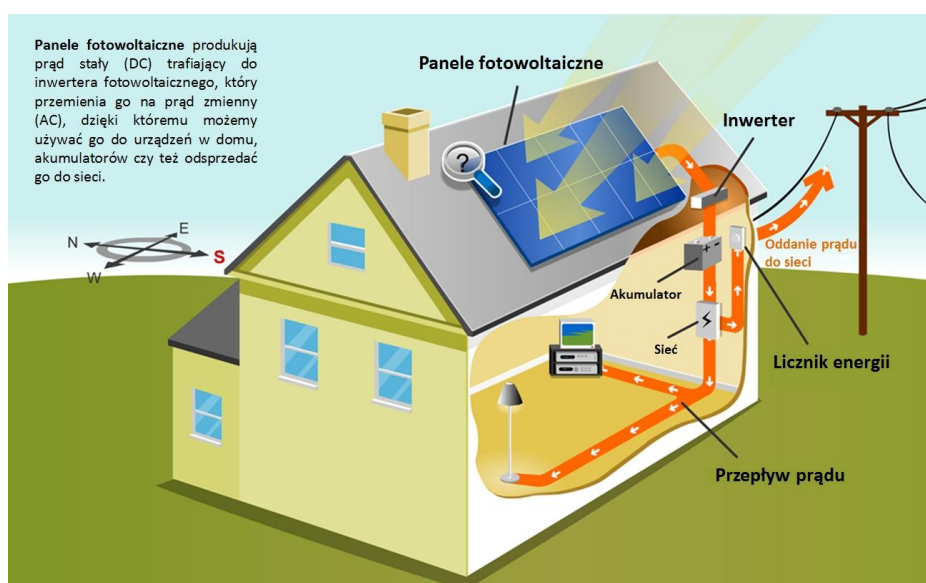 Panele fotowoltaiczne produkują
prąd stały (DC) trafiający do
inwertera fotowoltaicznego, który
przemienia go na prąd zmienny
(AC), dzięki któremu możemy
używać go do urządzeń w domu,
akumulatorów czy też odsprzedać
go do sieci.
Panele fotowoltaiczne
Inwerter
?
N
E
S
W
Oddanie prądu
do sieci
+ -
Akumulator
Sieć
Licznik energii
Przepływ prądu